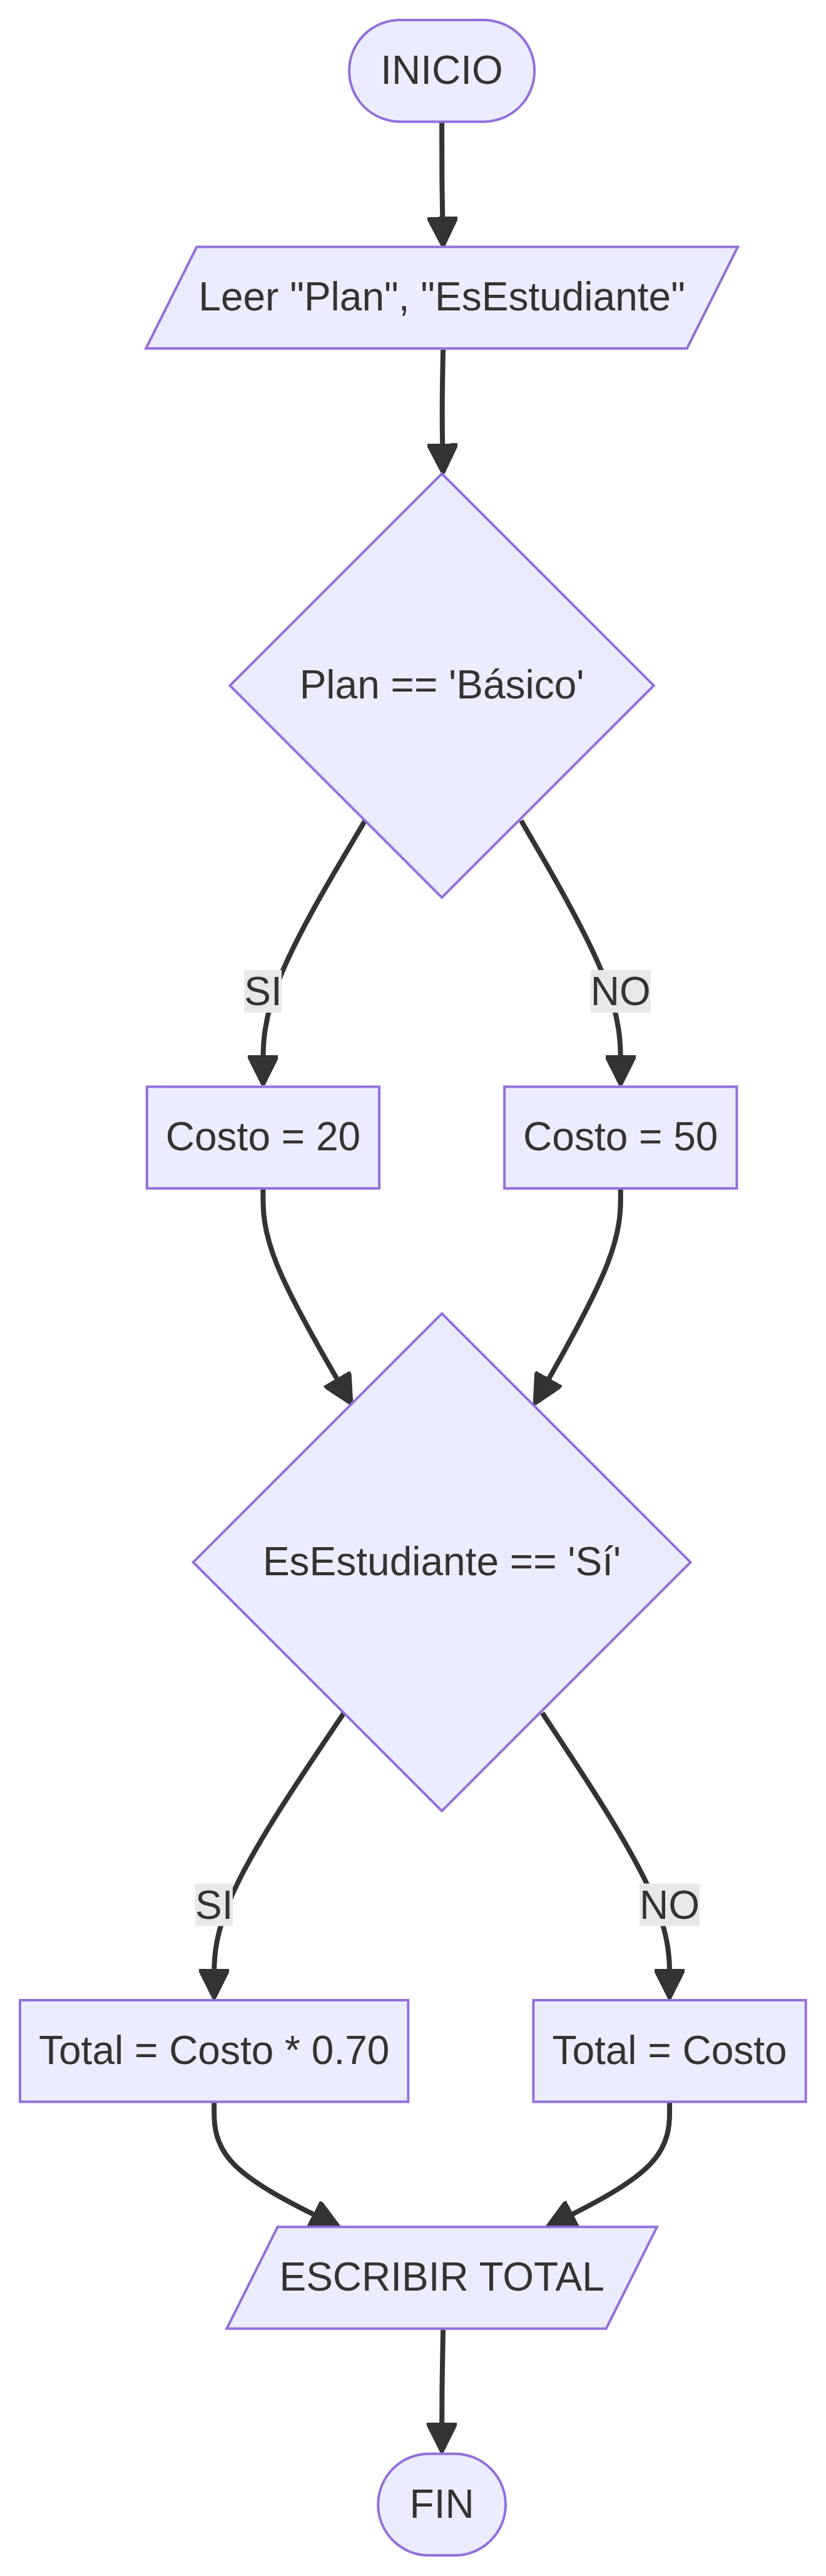 INICIO
Leer "Plan", "EsEstudiante"
Plan == 'Básico'
SI
NO
Costo = 20
Costo = 50
EsEstudiante == 'Sí'
SI
NO
Total = Costo * 0.70
Total = Costo
ESCRIBIR TOTAL
FIN